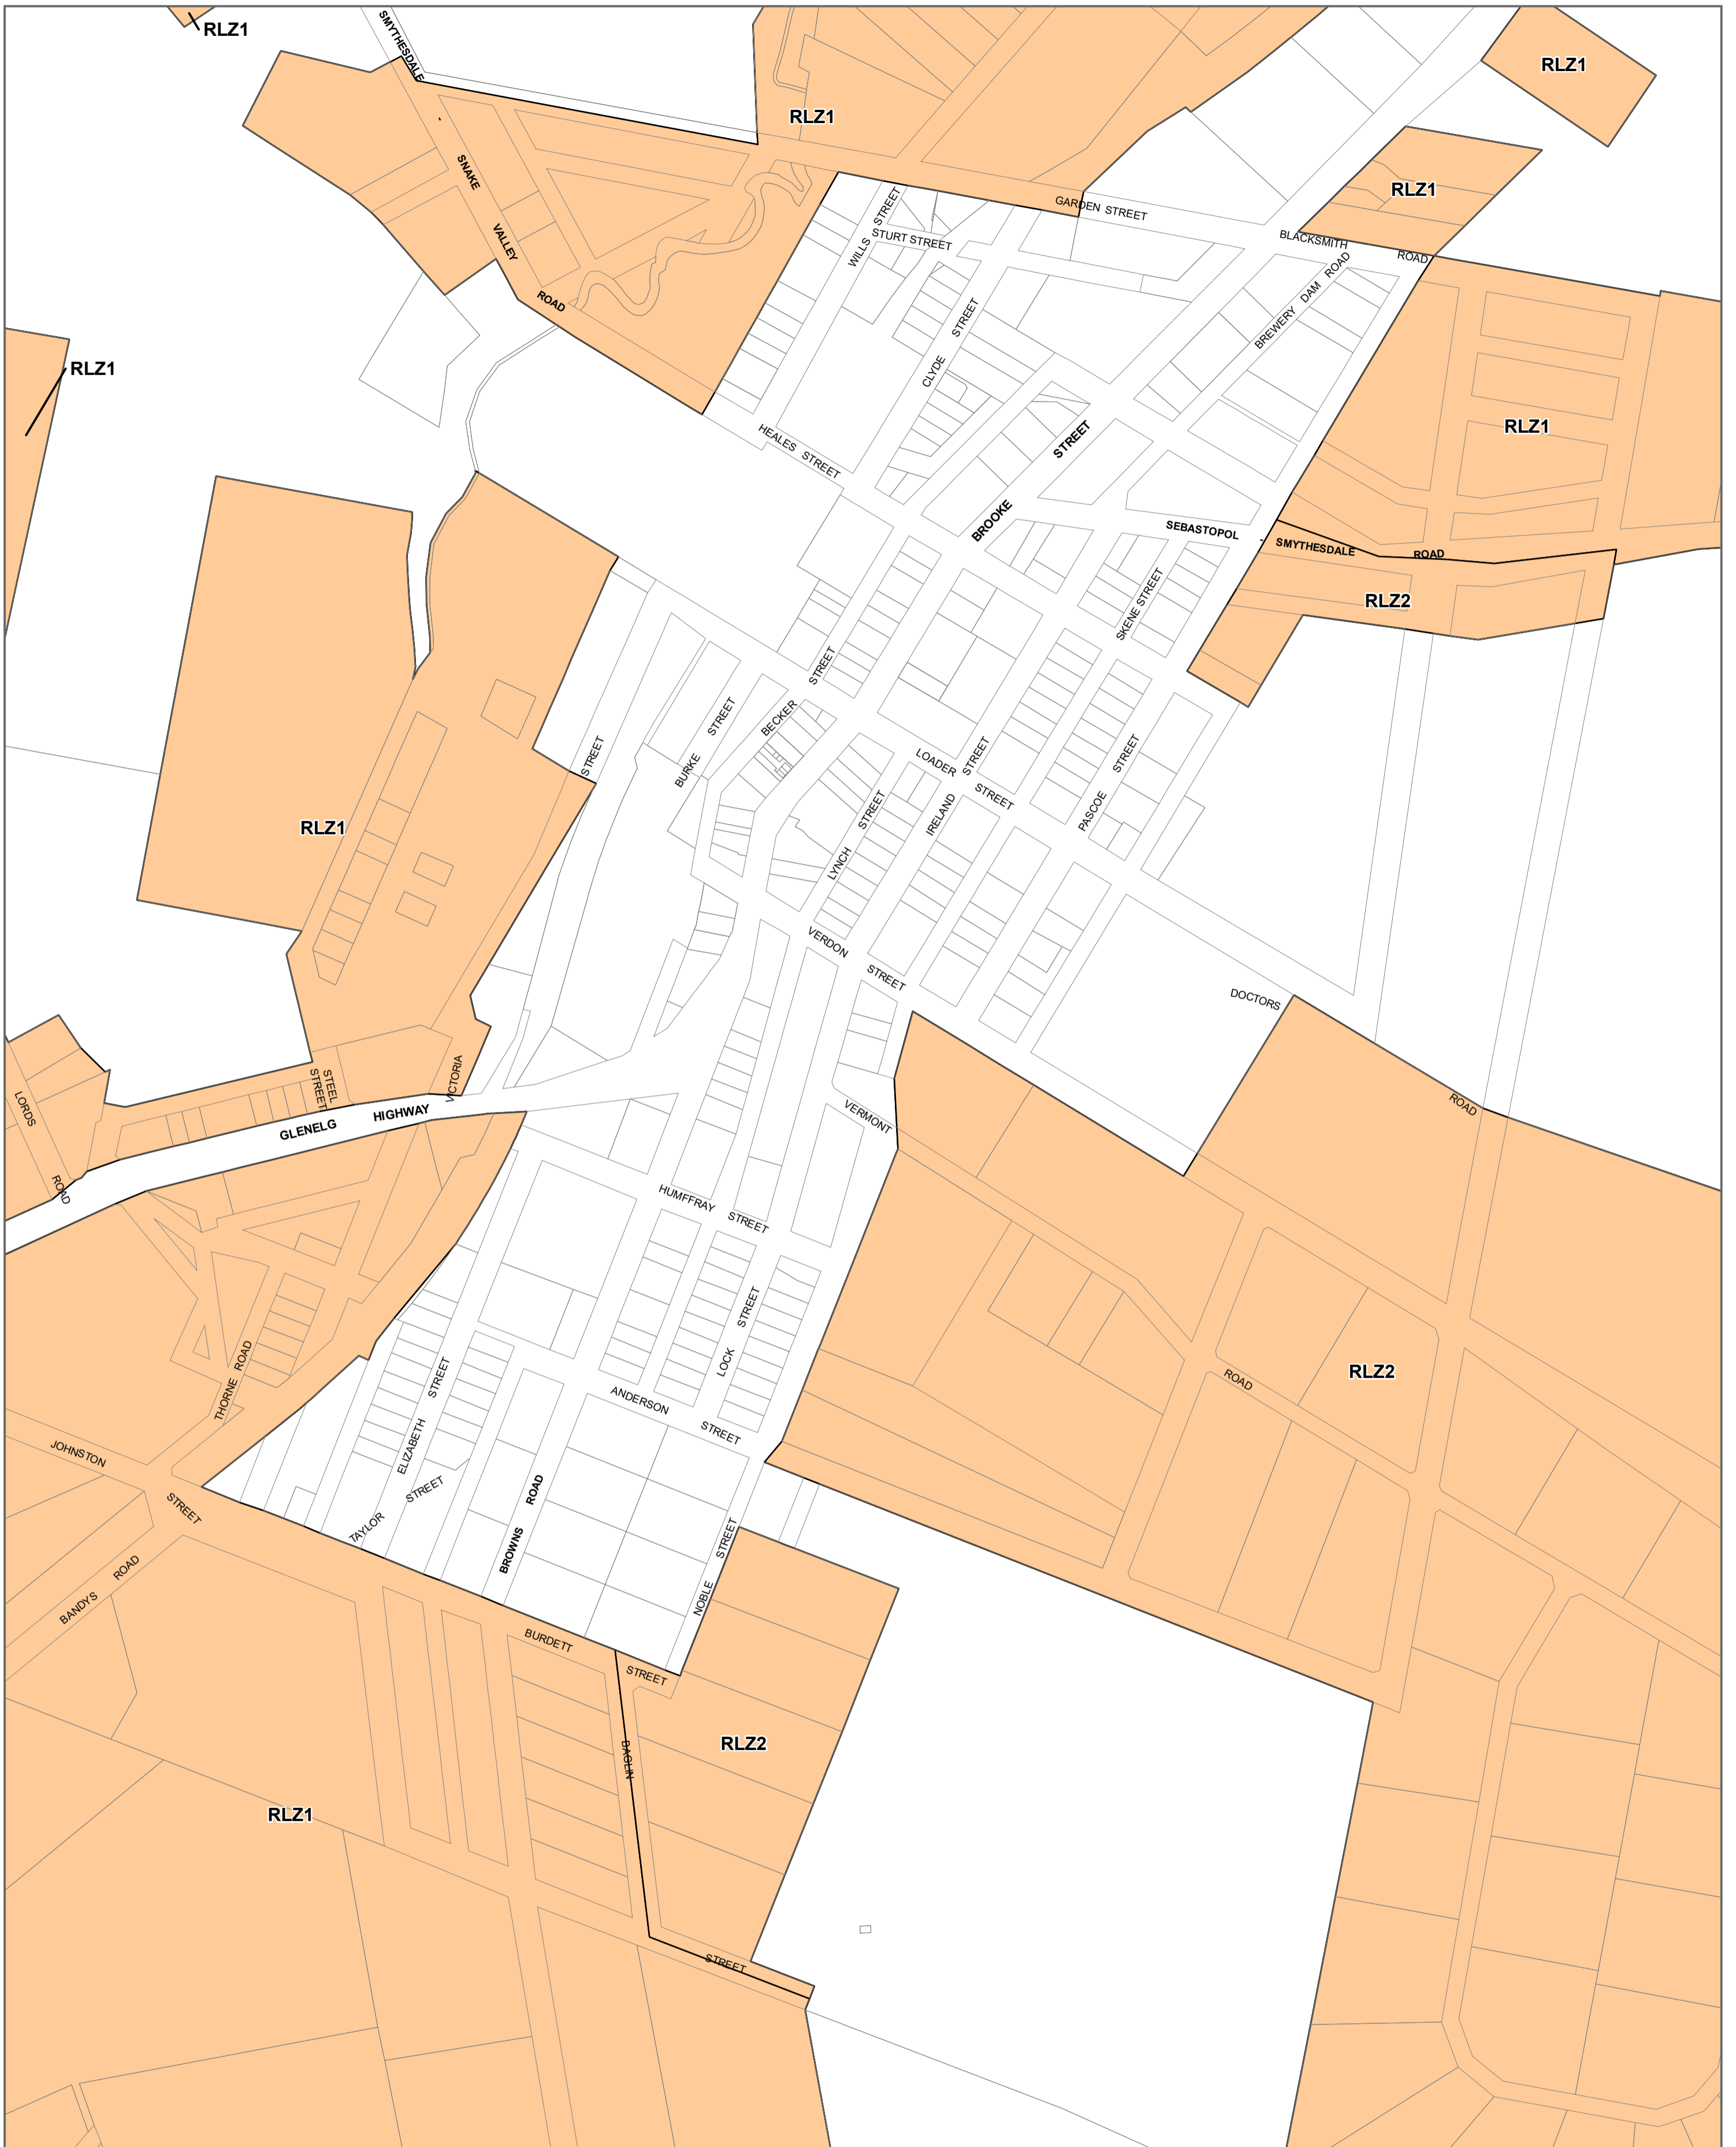 RLZ1
SMYTHESDALE
RLZ1
RLZ1
SNAKE
VALLEY
ROAD
RLZ1
GARDEN STREET
WILLS STREET
STURT STREET
BLACKSMITH
ROAD
BREWERY DAM ROAD
CLYDE STREET
RLZ1
RLZ1
HEALES STREET
BROOKE STREET
SEBASTOPOL
-
SMYTHESDALE
ROAD
RLZ2
SKENE STREET
STREET
BECKER
BURKE STREET
STREET
LOADER
STREET
IRELAND STREET
PASCOE STREET
LYNCH STREET
RLZ1
VERDON
STREET
DOCTORS
ROAD
VICTORIA
STEEL
STREET
LORDS
ROAD
GLENELG HIGHWAY
VERMONT
ROAD
HUMFFRAY
STREET
LOCK STREET
RLZ2
THORNE ROAD
ELIZABETH STREET
ANDERSON
STREET
JOHNSTON
STREET
TAYLOR STREET
BROWNS ROAD
NOBLE STREET
BANDYS ROAD
BURDETT
STREET
BAGLIN
STREET
RLZ2
RLZ1